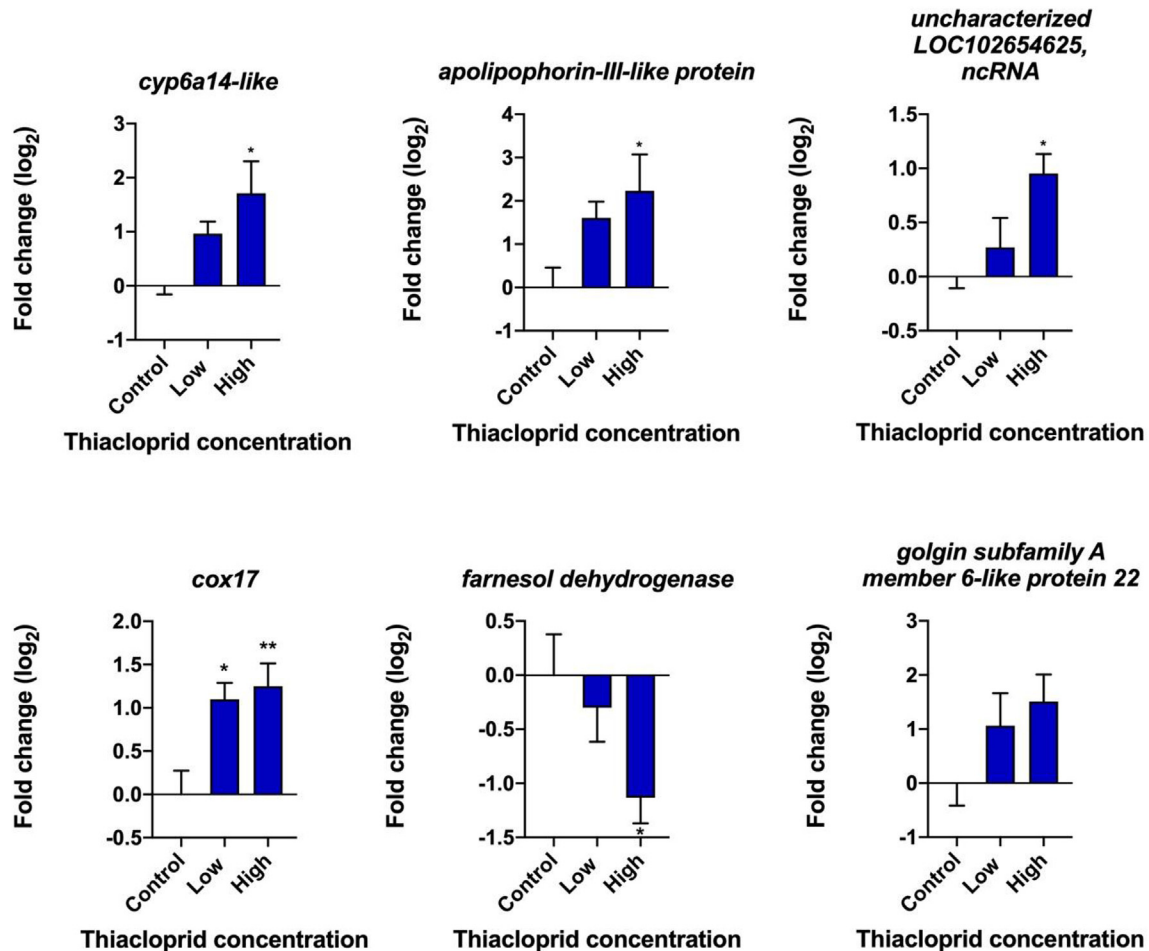 cyp6a14-like
Fold change (log2)
3
2
1
0
-1
*
Control
Low
High
Thiacloprid concentration
apolipophorin-III-like protein
Fold change (log2)
4
3
2
1
0
-1
*
Control
Low
High
Thiacloprid concentration
uncharacterized
LOC102654625,
ncRNA
Fold change (log2)
1.5
1.0
0.5
0.0
-0.5
*
Control
Low
High
Thiacloprid concentration
cox17
Fold change (log2)
2.0
1.5
1.0
0.5
0.0
-0.5
*
**
Control
Low
High
Thiacloprid concentration
farnesol dehydrogenase
Fold change (log2)
0.5
0.0
-0.5
-1.0
-1.5
*
Control
Low
High
Thiacloprid concentration
golgin subfamily A
member 6-like protein 22
Fold change (log2)
3
2
1
0
-1
Control
Low
High
Thiacloprid concentration